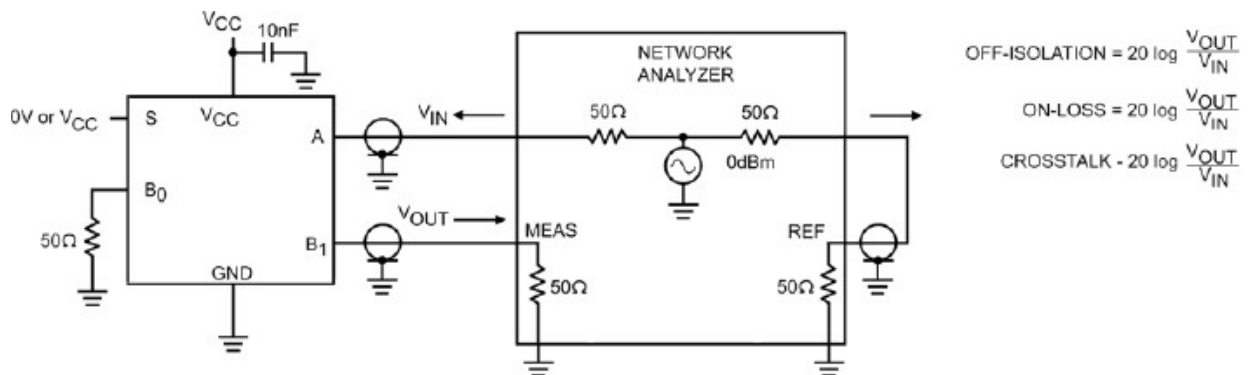 VCC
10nF
0V or VCC
S
VCC
A
B0
50Ω
B1
GND
VIN
VOUT
NETWORK
ANALYZER
50Ω
50Ω
0dBm
MEAS
REF
50Ω
50Ω
OFF-ISOLATION = 20 log VOUT/VIN
ON-LOSS = 20 log VOUT/VIN
CROSSTALK - 20 log VOUT/VIN